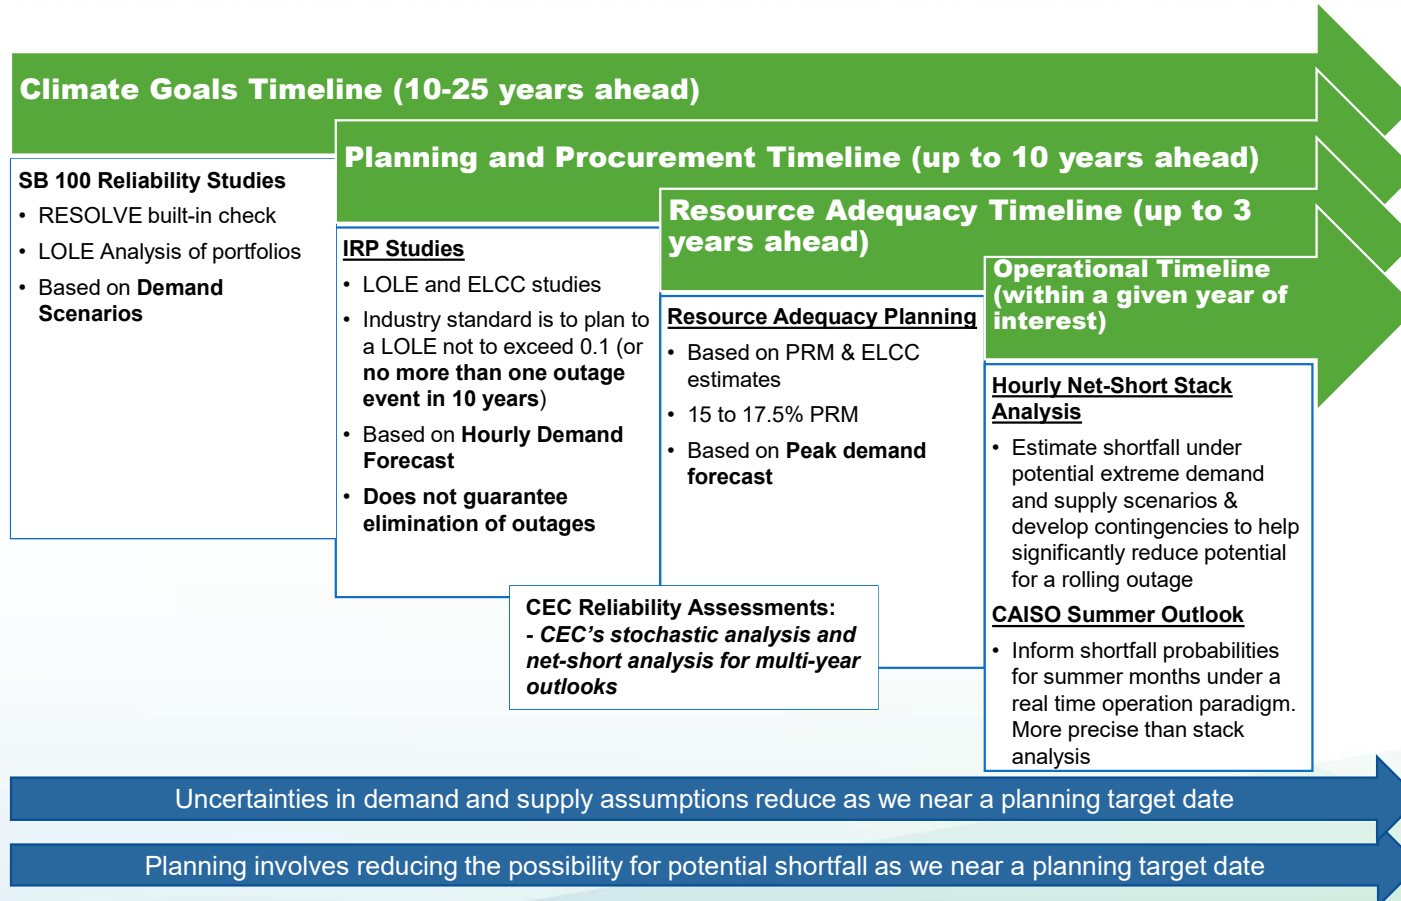 Climate Goals Timeline (10-25 years ahead)
Planning and Procurement Timeline (up to 10 years ahead)
Resource Adequacy Timeline (up to 3
years ahead)
Operational Timeline
(within a given year of
interest)
SB 100 Reliability Studies
• RESOLVE built-in check
• LOLE Analysis of portfolios
• Based on Demand
Scenarios
IRP Studies
• LOLE and ELCC studies
• Industry standard is to plan to
a LOLE not to exceed 0.1 (or
no more than one outage
event in 10 years)
• Based on Hourly Demand
Forecast
• Does not guarantee
elimination of outages
Resource Adequacy Planning
• Based on PRM & ELCC
estimates
• 15 to 17.5% PRM
• Based on Peak demand
forecast
Hourly Net-Short Stack
Analysis
• Estimate shortfall under
potential extreme demand
and supply scenarios &
develop contingencies to help
significantly reduce potential
for a rolling outage
CAISO Summer Outlook
• Inform shortfall probabilities
for summer months under a
real time operation paradigm.
More precise than stack
analysis
CEC Reliability Assessments:
- CEC's stochastic analysis and
net-short analysis for multi-year
outlooks
Uncertainties in demand and supply assumptions reduce as we near a planning target date
Planning involves reducing the possibility for potential shortfall as we near a planning target date